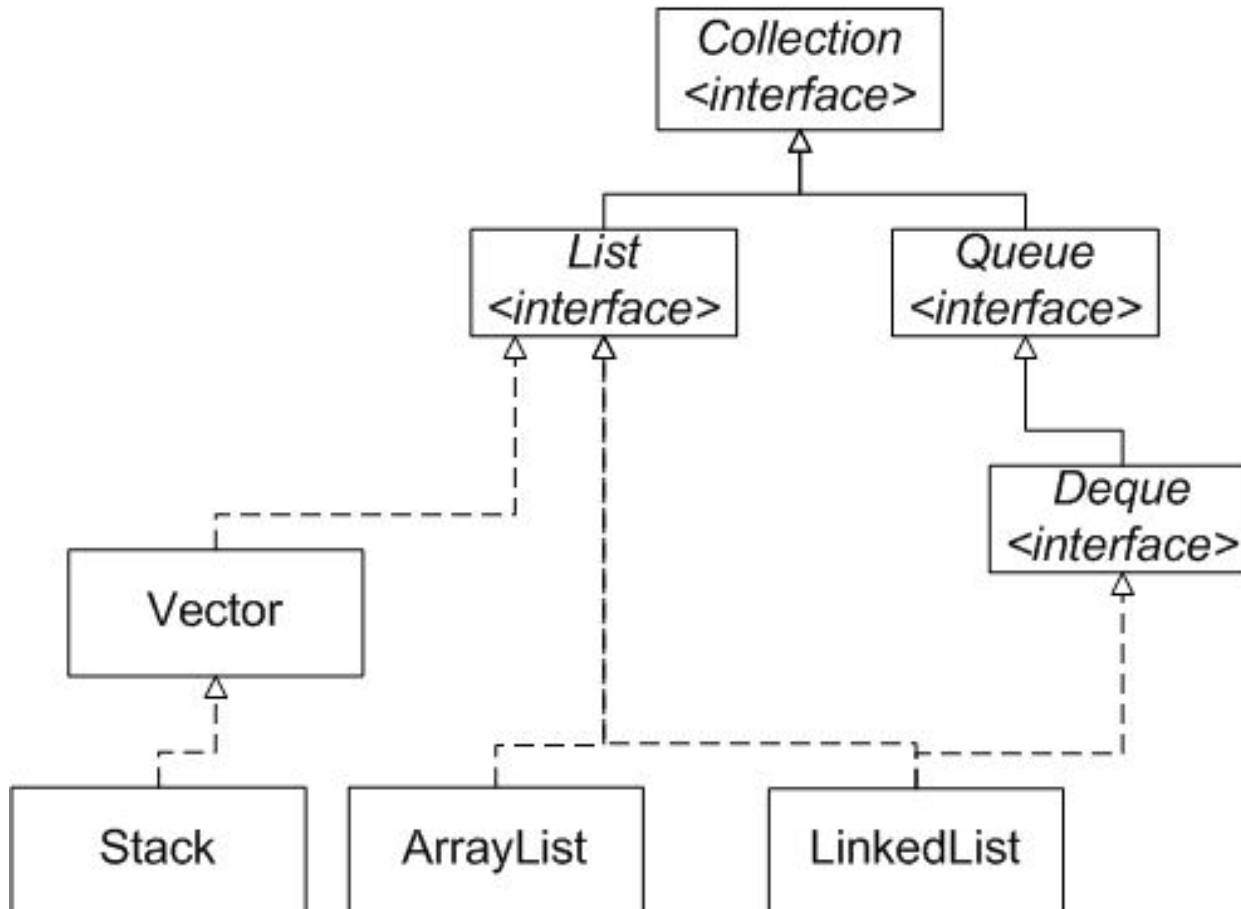 Collection
<interface>
List
<interface>
Queue
<interface>
Deque
<interface>
Vector
Stack
ArrayList
LinkedList